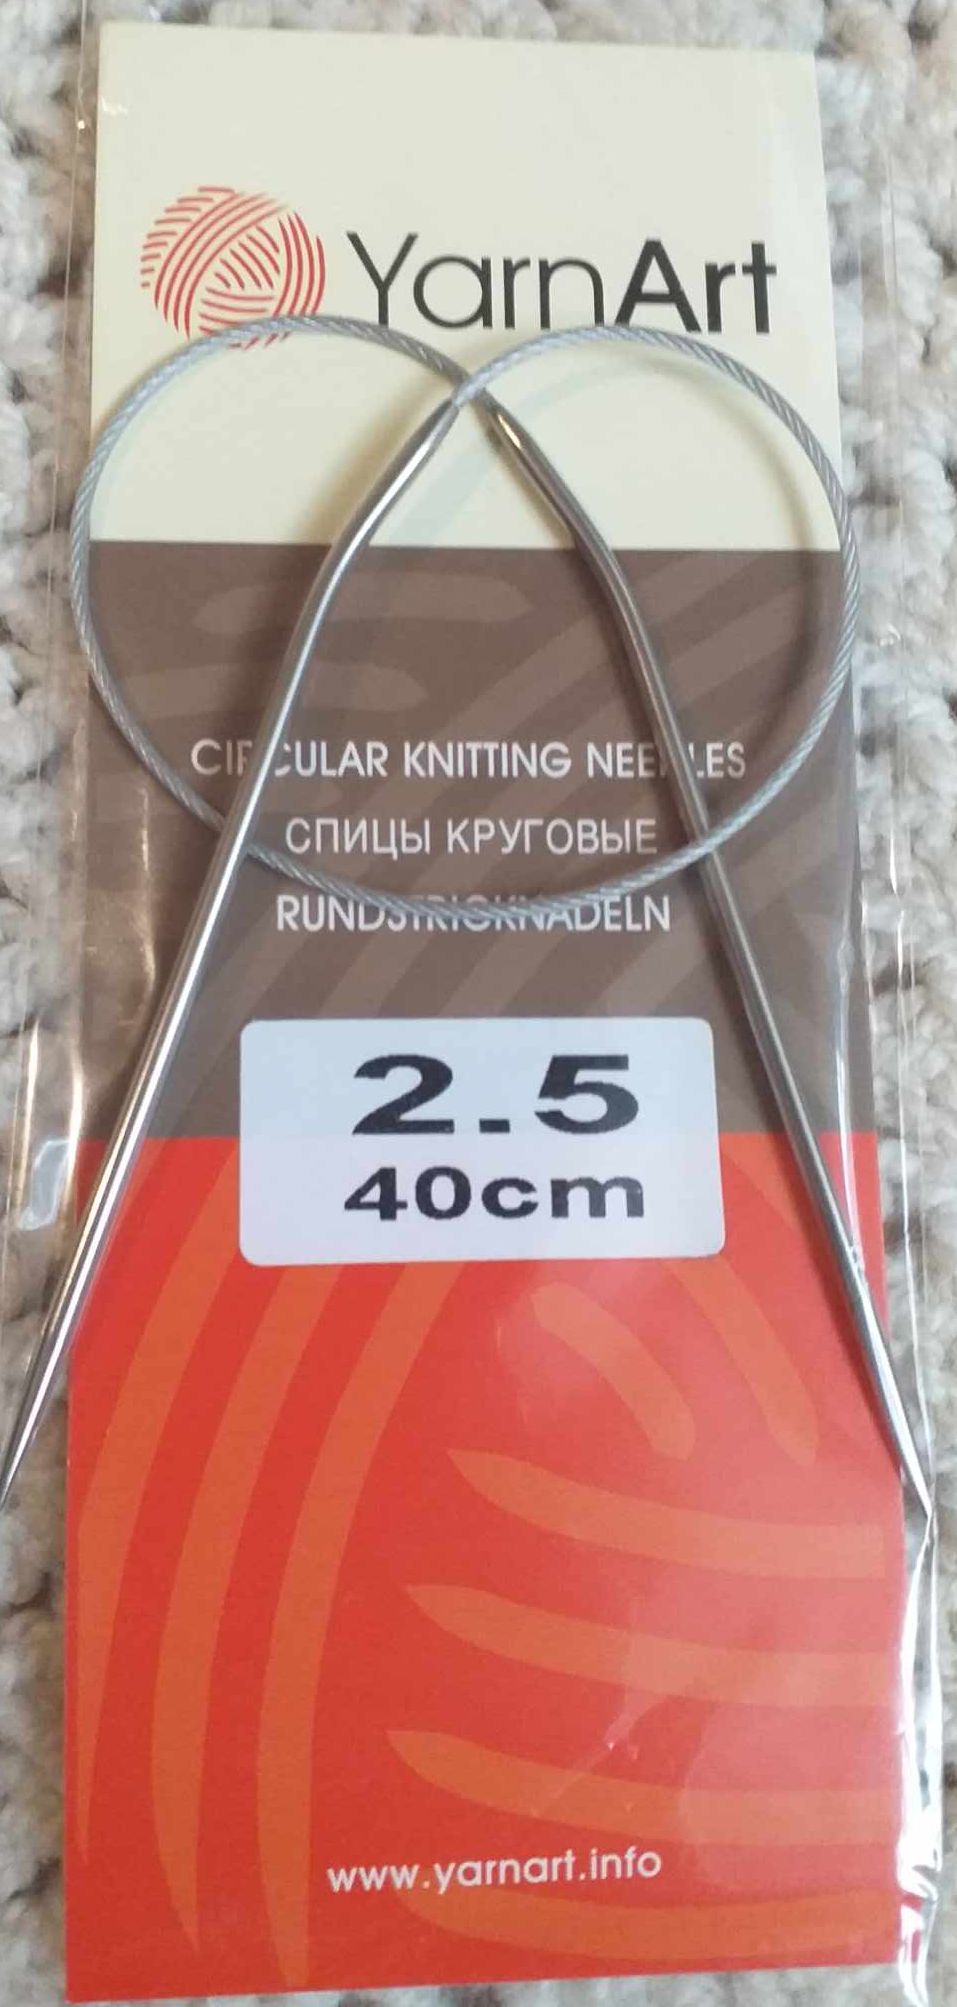 YarnArt
CIRCULAR KNITTING NEEDLES
СПИЦЫ КРУГОВЫЕ
RUNDSTRICKNADELN
2.5
40cm
www.yarnart.info